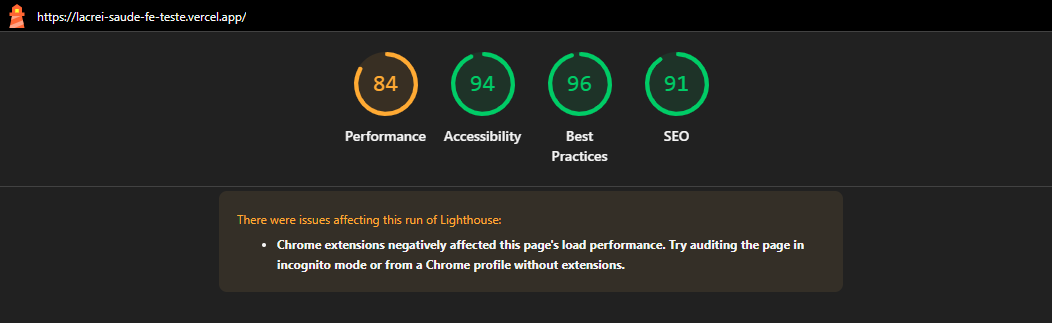 https://lacrei-saude-fe-teste.vercel.app/
84
94
96
91
Performance
Accessibility
Best
Practices
SEO
There were issues affecting this run of Lighthouse:
• Chrome extensions negatively affected this page's load performance. Try auditing the page in
incognito mode or from a Chrome profile without extensions.